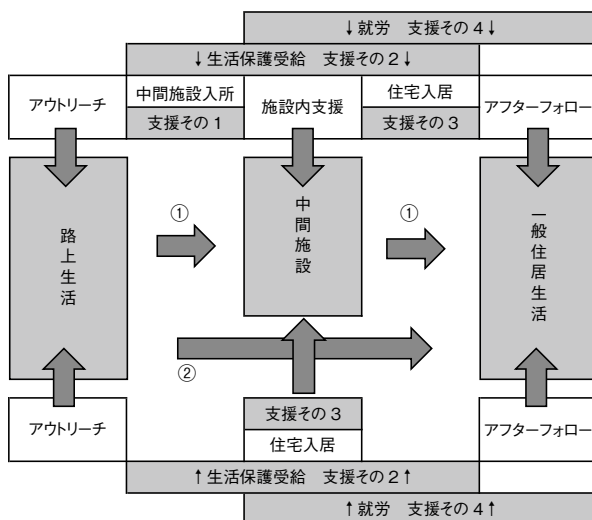 ↓就労　支援その4↓
↓生活保護受給　支援その2↓
アウトリーチ
中間施設入所
支援その1
施設内支援
住宅入居
支援その3
アフターフォロー
路上生活
①
中間施設
①
一般住居生活
②
アウトリーチ
支援その3
住宅入居
アフターフォロー
↑生活保護受給　支援その2↑
↑就労　支援その4↑